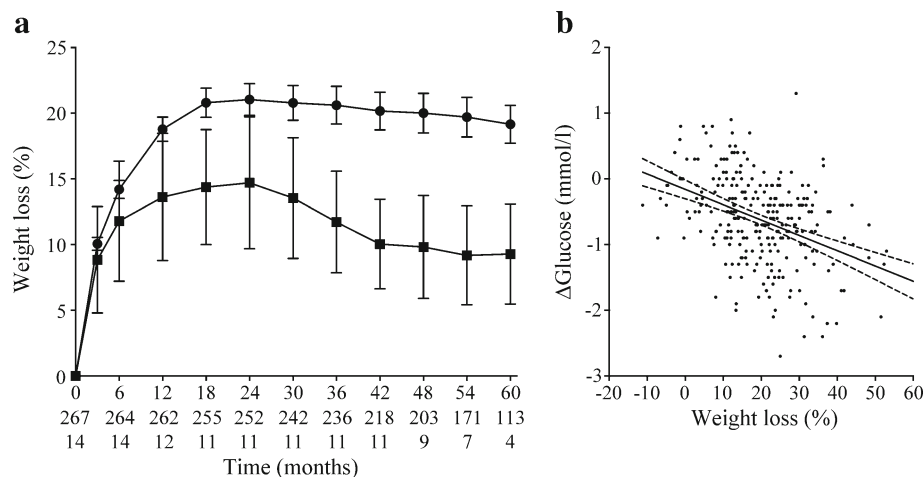 a
25
20
15
10
5
0
Weight loss (%)
0 6 12 18 24 30 36 42 48 54 60
267 264 262 255 252 242 236 218 203 171 113
14 14 12 11 11 11 11 11 9 7 4
Time (months)
b
2
1
0
-1
-2
-3
ΔGlucose (mmol/l)
-20 -10 0 10 20 30 40 50 60
Weight loss (%)